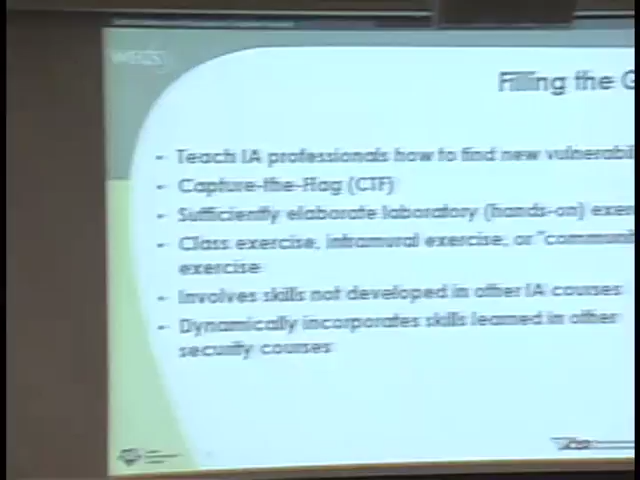 Filling the G
- Teach IA professionals how to find new vulnerabil
- Capture-the-Flag (CTF)
- Sufficiently elaborate laboratory (hands-on) exer
- Class exercise, intramural exercise, or "communit
exercise
- Involves skills not developed in other IA courses
- Dynamically incorporates skills learned in other
security courses